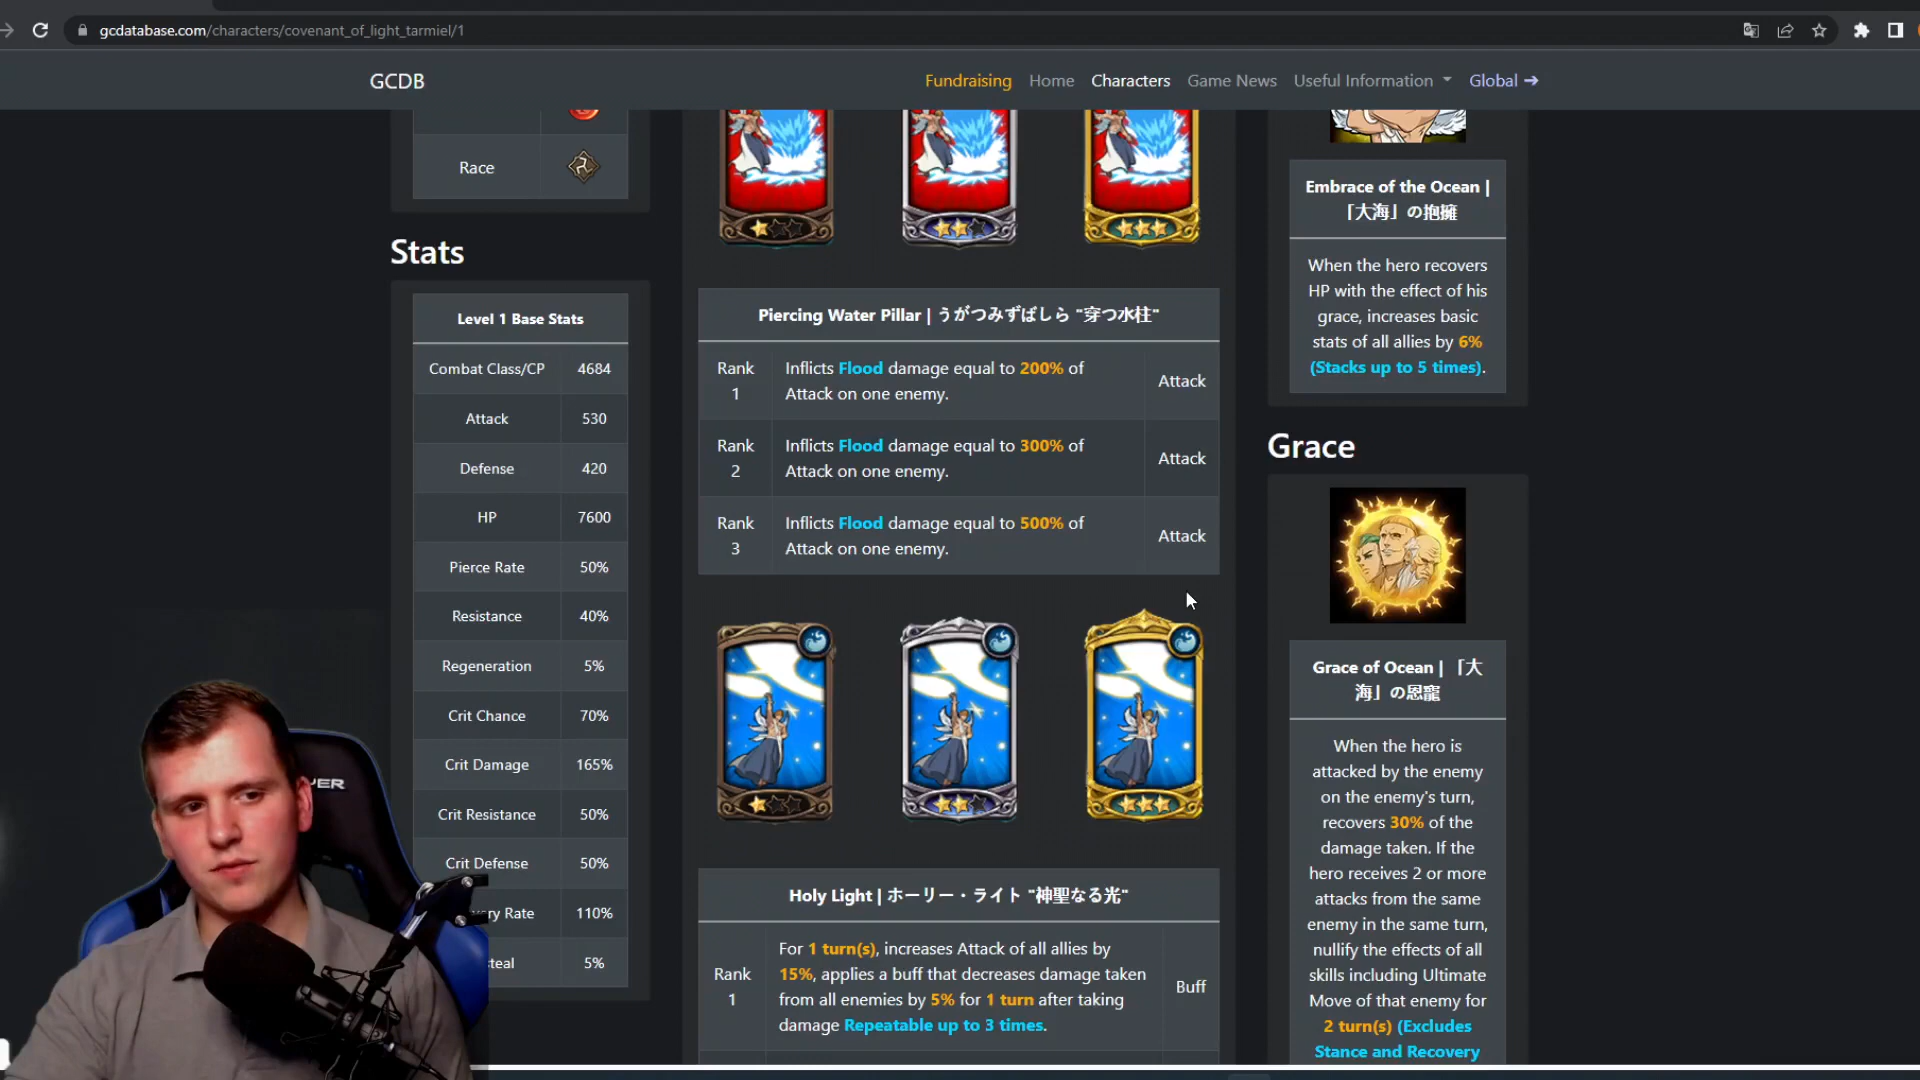 gcdatabase.com/characters/covenant_of_light_tarmiel/1
GCDB
Fundraising
Home
Characters
Game News
Useful Information
Global
Race
Stats
Level 1 Base Stats
Combat Class/CP 4684
Attack 530
Defense 420
HP 7600
Pierce Rate 50%
Resistance 40%
Regeneration 5%
Crit Chance 70%
Crit Damage 165%
Crit Resistance 50%
Crit Defense 50%
Rate 110%
5%
Piercing Water Pillar | うがつみずばしら "穿つ水柱"
Rank 1
Inflicts Flood damage equal to 200% of
Attack on one enemy.
Attack
Rank 2
Inflicts Flood damage equal to 300% of
Attack on one enemy.
Attack
Rank 3
Inflicts Flood damage equal to 500% of
Attack on one enemy.
Attack
Holy Light | ホーリー・ライト "神聖なる光"
Rank 1
For 1 turn(s), increases Attack of all allies by
15%, applies a buff that decreases damage taken
from all enemies by 5% for 1 turn after taking
damage Repeatable up to 3 times.
Buff
Embrace of the Ocean |
「大海」の抱擁
When the hero recovers
HP with the effect of his
grace, increases basic
stats of all allies by 6%
(Stacks up to 5 times).
Grace
Grace of Ocean | 「大
海」の恩寵
When the hero is
attacked by the enemy
on the enemy's turn,
recovers 30% of the
damage taken. If the
hero receives 2 or more
attacks from the same
enemy in the same turn,
nullify the effects of all
skills including Ultimate
Move of that enemy for
2 turn(s) (Excludes
Stance and Recovery